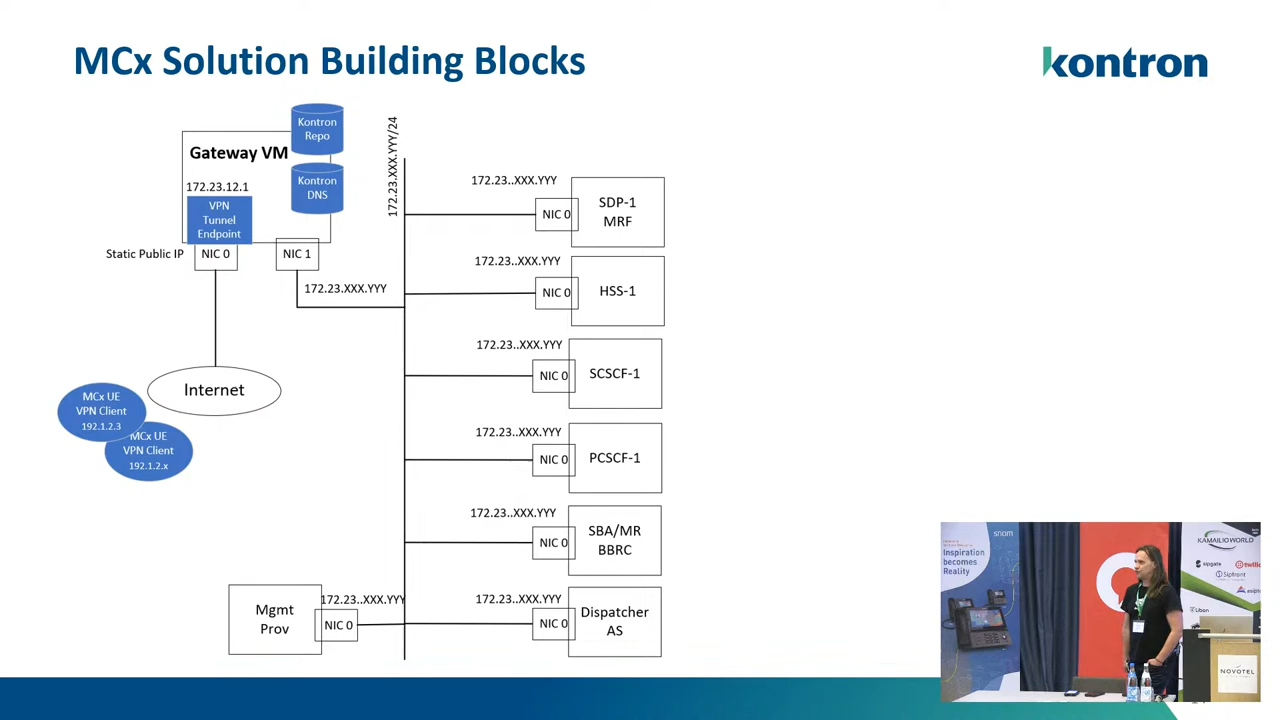 MCx Solution Building Blocks
kontron
Kontron
Repo
Gateway VM
Kontron
DNS
172.23.12.1
VPN
Tunnel
Endpoint
Static Public IP
NIC 0
NIC 1
172.23.XXX.YYY
172.23.XXX.YYY/24
Internet
MCx UE
VPN Client
192.1.2.3
MCx UE
VPN Client
192.1.2.x
172.23..XXX.YYY
NIC 0
SDP-1
MRF
172.23..XXX.YYY
NIC 0
HSS-1
172.23..XXX.YYY
NIC 0
SCSCF-1
172.23..XXX.YYY
NIC 0
PCSCF-1
172.23..XXX.YYY
NIC 0
SBA/MR
BBRC
172.23..XXX.YYY
NIC 0
Dispatcher
AS
Mgmt
Prov
172.23..XXX.YYY
NIC 0
snom
Inspiration
becomes
Reality
KAMAILIO WORLD
sipgate
twilio
Sipfront
NOVOTEL